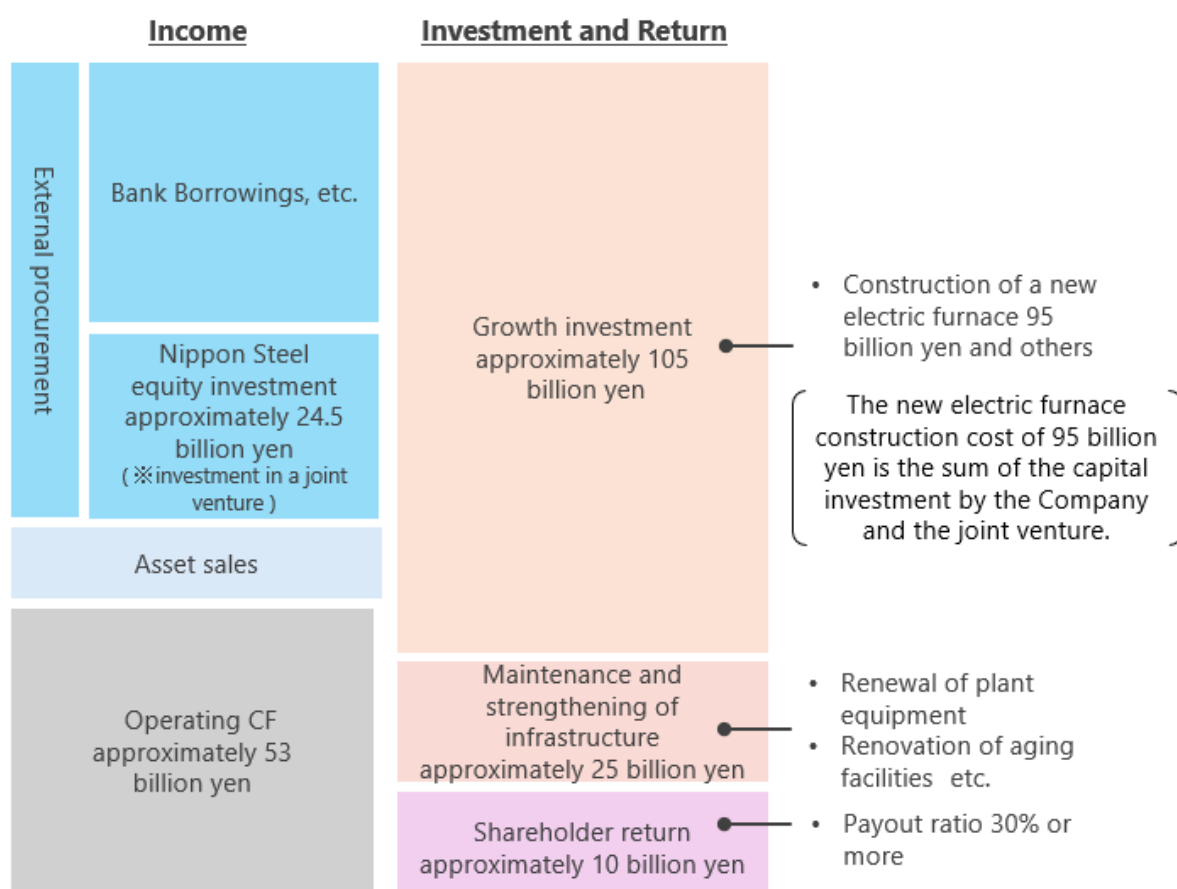 Income
Investment and Return
External procurement
Bank Borrowings, etc.
Nippon Steel
equity investment
approximately 24.5
billion yen
( ※investment in a joint
venture )
Asset sales
Operating CF
approximately 53
billion yen
Growth investment
approximately 105
billion yen
• Construction of a new
electric furnace 95
billion yen and others
The new electric furnace
construction cost of 95 billion
yen is the sum of the capital
investment by the Company
and the joint venture.
Maintenance and
strengthening of
infrastructure
approximately 25 billion yen
• Renewal of plant
equipment
• Renovation of aging
facilities etc.
Shareholder return
approximately 10 billion yen
• Payout ratio 30% or
more